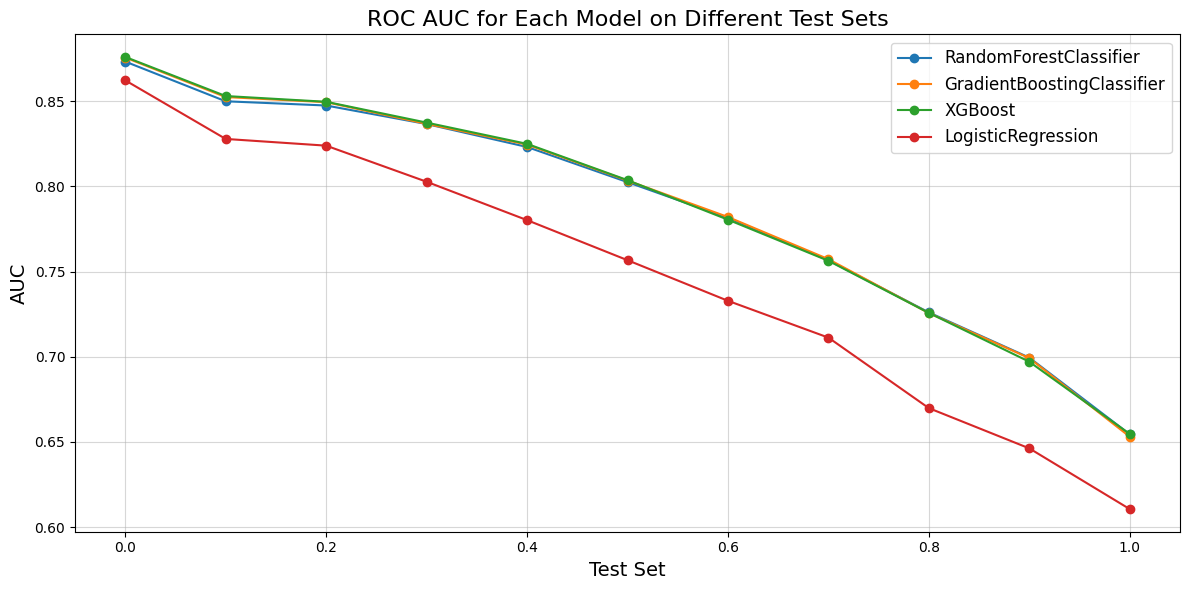 ROC AUC for Each Model on Different Test Sets
RandomForestClassifier
GradientBoostingClassifier
XGBoost
LogisticRegression
AUC
0.85
0.80
0.75
0.70
0.65
0.60
0.0 0.2 0.4 0.6 0.8 1.0
Test Set